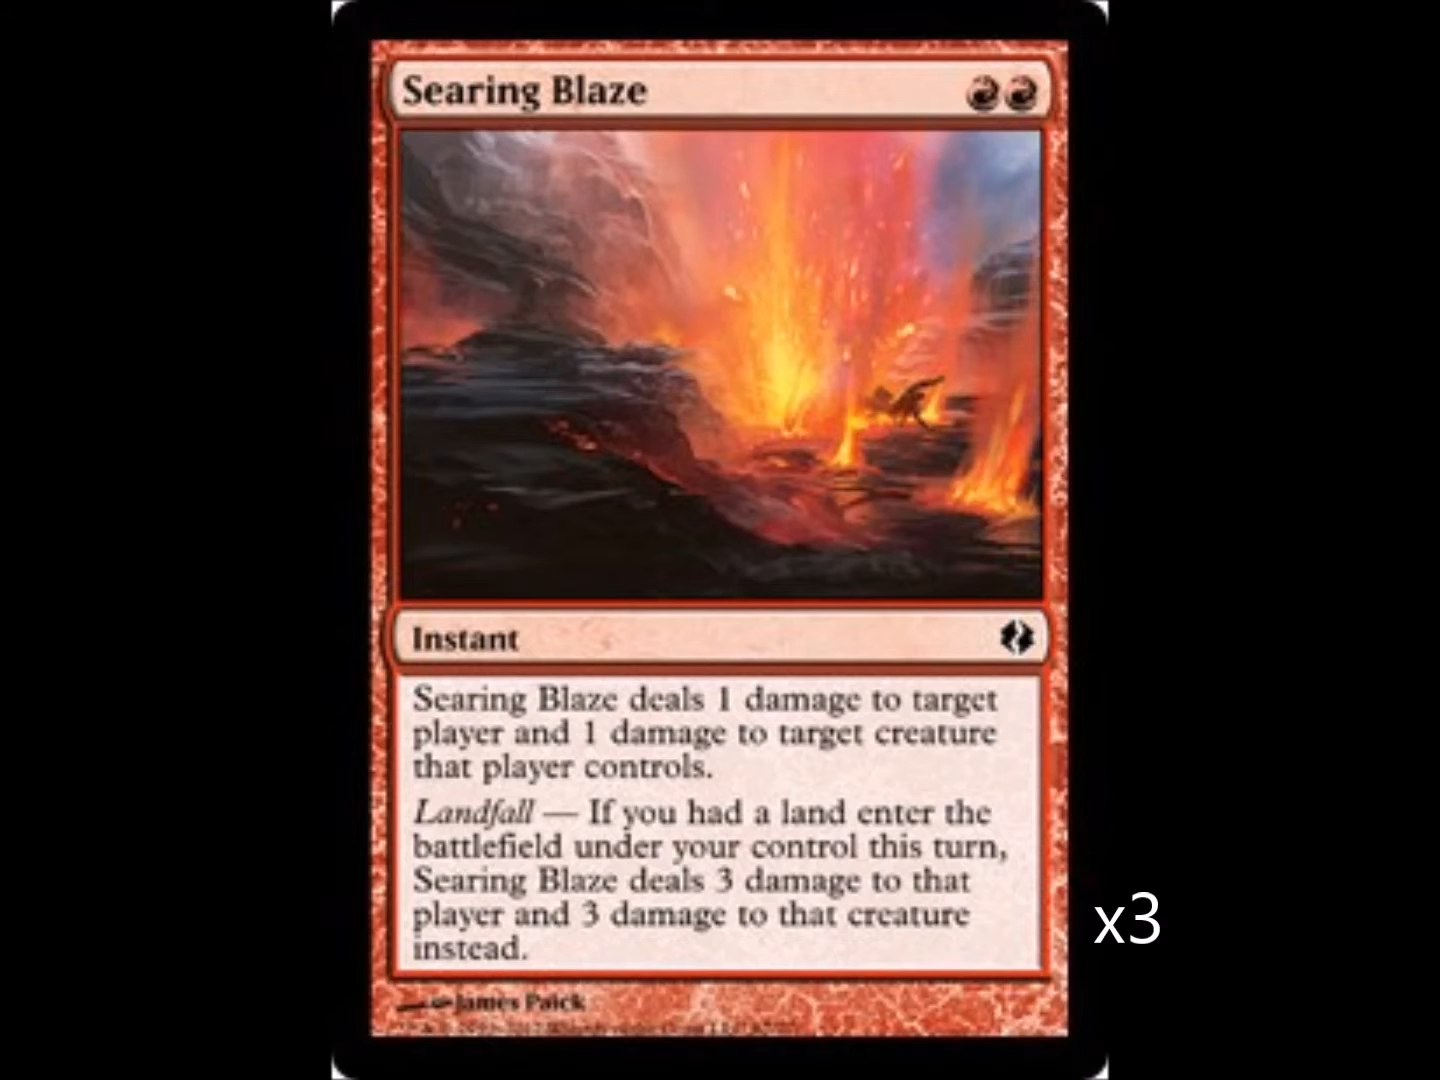 Searing Blaze
Instant
Searing Blaze deals 1 damage to target
player and 1 damage to target creature
that player controls.
Landfall — If you had a land enter the
battlefield under your control this turn,
Searing Blaze deals 3 damage to that
player and 3 damage to that creature
instead.
x3
James Paick